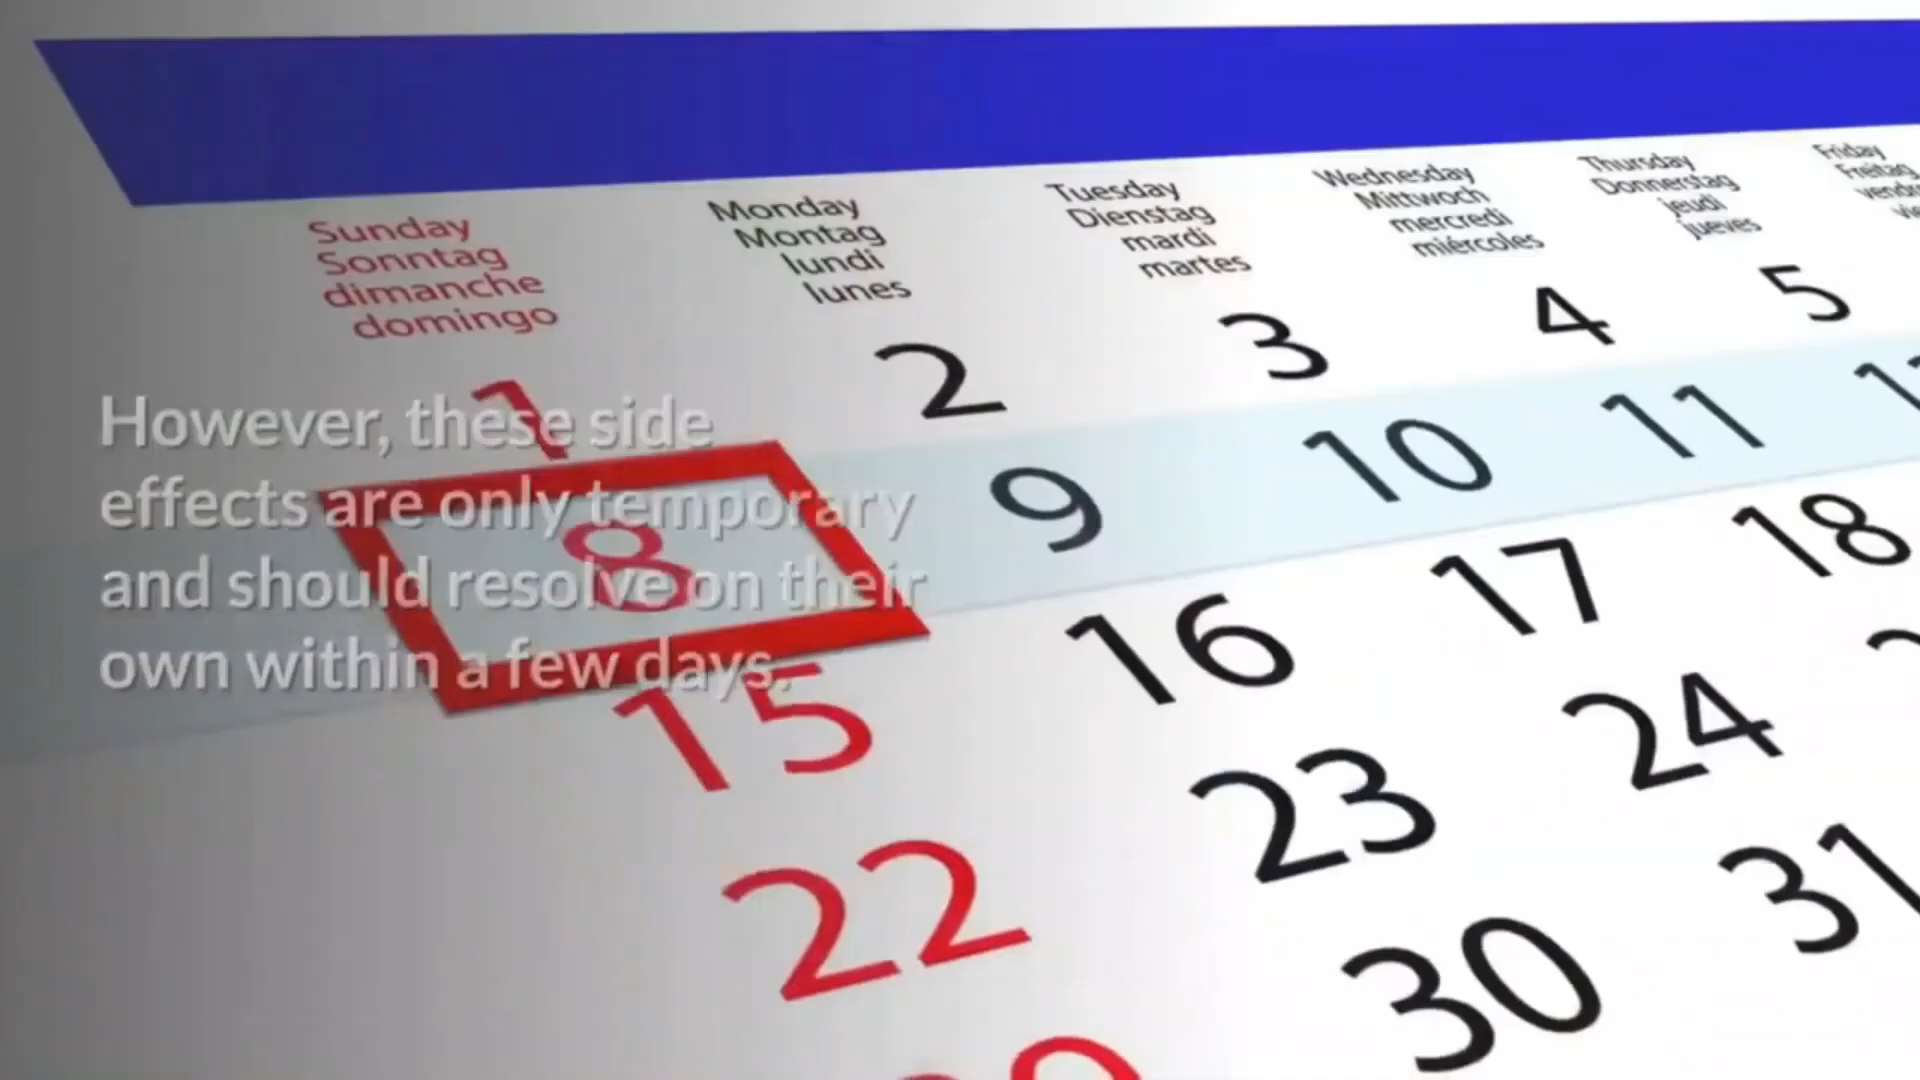 Sunday
Sonntag
dimanche
domingo
Monday
Montag
lundi
lunes
Tuesday
Dienstag
mardi
martes
Wednesday
Mittwoch
mercredi
miércoles
Thursday
Donnerstag
jeudi
jueves
Friday
Freitag
1 2 3 4 5
8 9 10 11
15 16 17 18
22 23 24
30 31
However, these side
effects are only temporary
and should resolve on their
own within a few days.